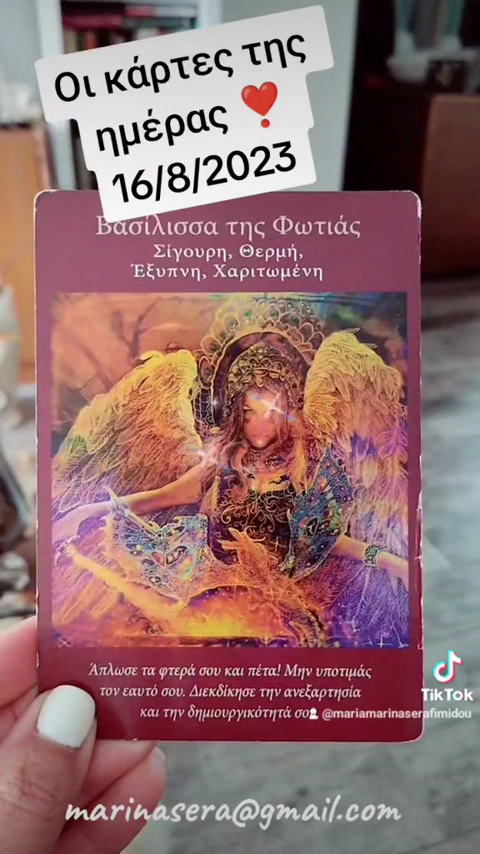 Οι κάρτες της
ημέρας ❣
16/8/2023
Βασίλισσα της Φωτιάς
Σίγουρη, Θερμή,
Έξυπνη, Χαριτωμένη
Άπλωσε τα φτερά σου και πέτα! Μην υποτιμάς
τον εαυτό σου. Διεκδίκησε την ανεξαρτησία
και την δημιουργικότητά σο
TikTok
@mariamarinaserafimidou
marinasera@gmail.com